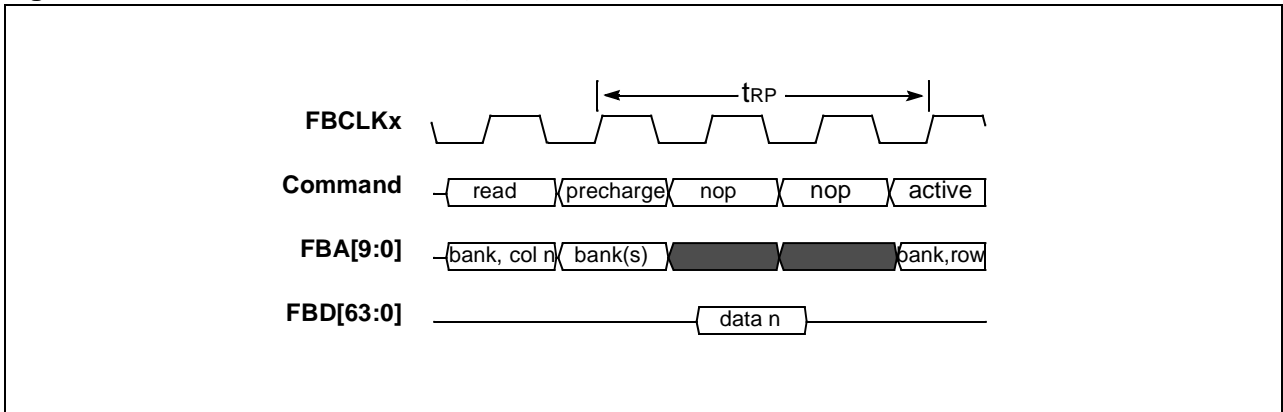 tRP
FBCLKx
Command read precharge nop nop active
FBA[9:0] bank, col n bank(s) bank,row
FBD[63:0] data n